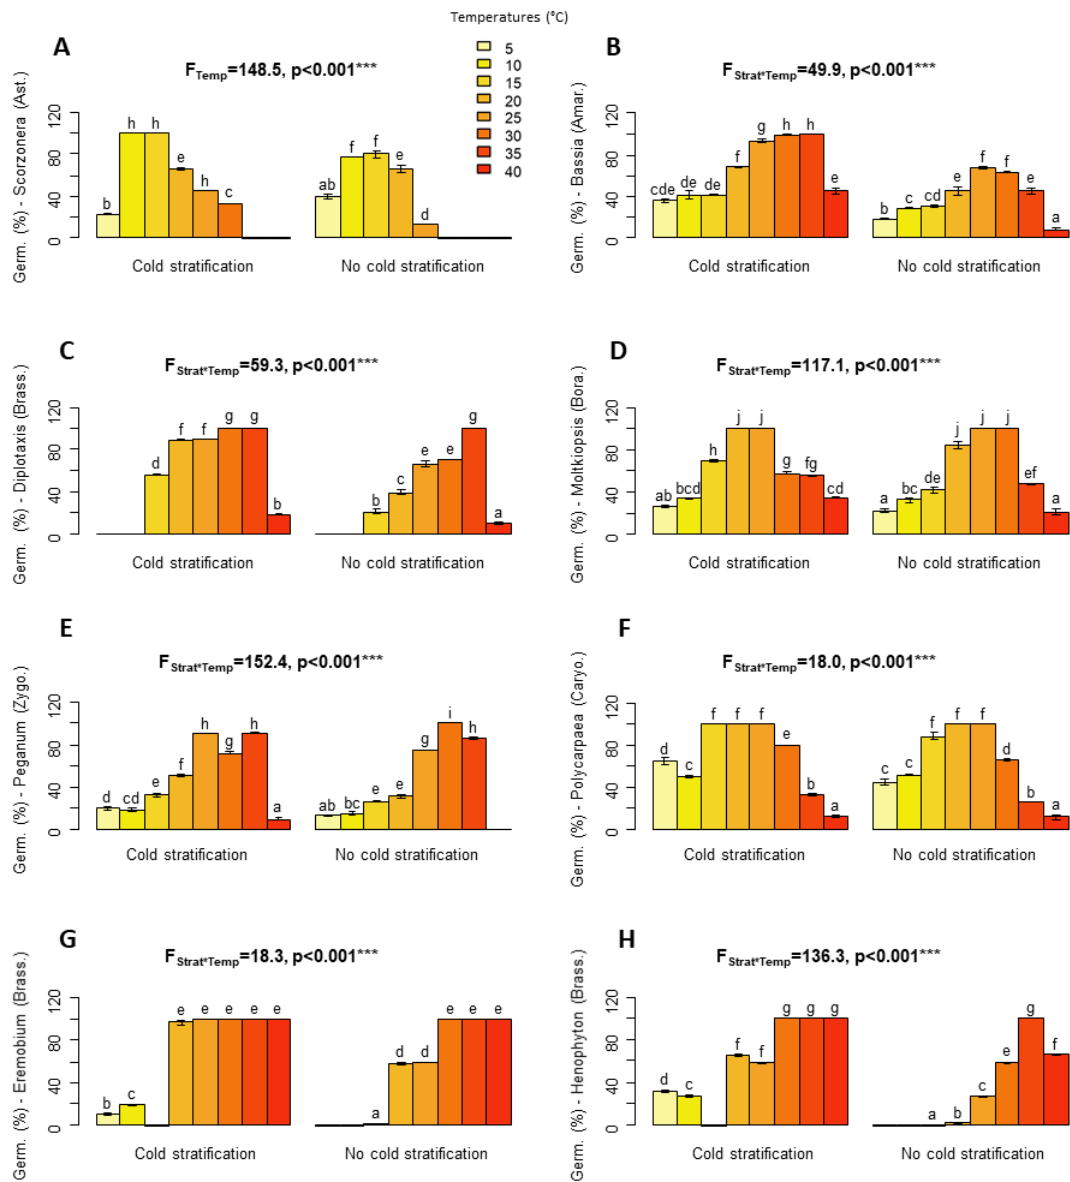 Temperatures (°C)
5
10
15
20
25
30
35
40
A
F Temp=148.5, p<0.001***
Germ. (%) - Scorzonera (Ast.)
0 40 80 120
b h h e h c
ab f f e d
Cold stratification
No cold stratification
B
F Strat*Temp=49.9, p<0.001***
Germ. (%) - Bassia (Amar.)
0 40 80 120
cde de de f g h h e
b c cd e f f e a
Cold stratification
No cold stratification
C
F Strat*Temp=59.3, p<0.001***
Germ. (%) - Diplotaxis (Brass.)
0 40 80 120
d f f g g b
b c e e g a
Cold stratification
No cold stratification
D
F Strat*Temp=117.1, p<0.001***
Germ. (%) - Moltkiopsis (Bora.)
0 40 80 120
ab bcd h j j g fg cd
a bc de j j j ef a
Cold stratification
No cold stratification
E
F Strat*Temp=152.4, p<0.001***
Germ. (%) - Peganum (Zygo.)
0 40 80 120
d cd e f h g h a
ab bc e e g i h
Cold stratification
No cold stratification
F
F Strat*Temp=18.0, p<0.001***
Germ. (%) - Polycarpaea (Caryo.)
0 40 80 120
d c f f f e b a
c c f f f d b a
Cold stratification
No cold stratification
G
F Strat*Temp=18.3, p<0.001***
Germ. (%) - Eremobium (Brass.)
0 40 80 120
b c e e e e e
a d d e e e
Cold stratification
No cold stratification
H
F Strat*Temp=136.3, p<0.001***
Germ. (%) - Henophyton (Brass.)
0 40 80 120
d c f f g g g
a b c e g f
Cold stratification
No cold stratification